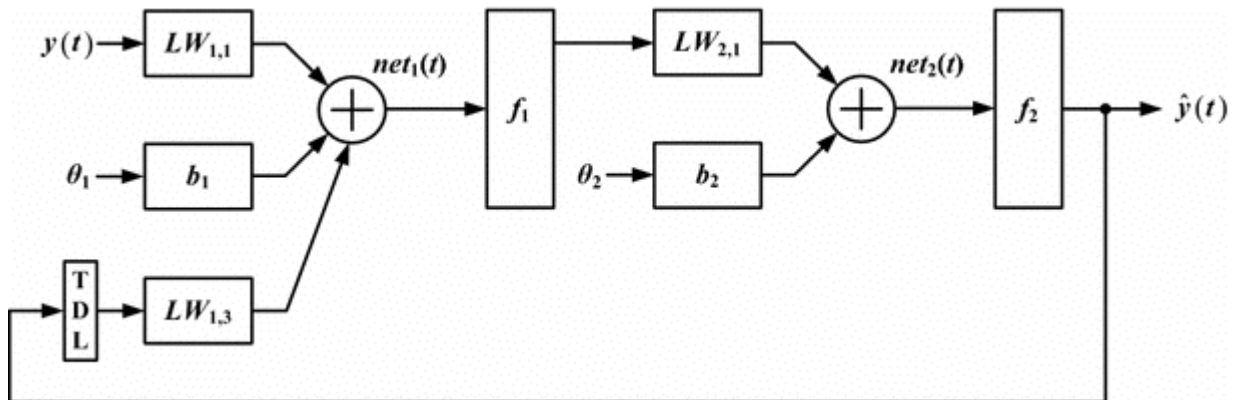 y(t)
LW₁,₁
net₁(t)
f₁
LW₂,₁
net₂(t)
f₂
ŷ(t)
θ₁
b₁
θ₂
b₂
T
D
L
LW₁,₃